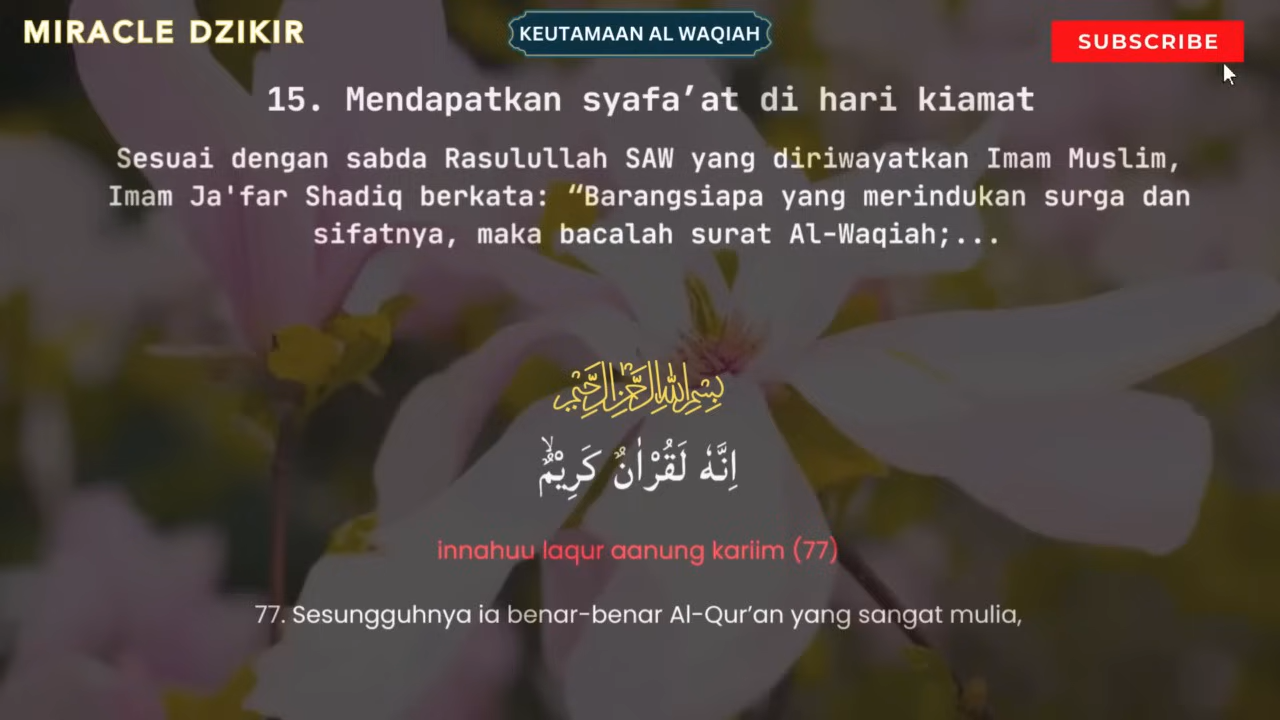 MIRACLE DZIKIR
KEUTAMAAN AL WAQIAH
SUBSCRIBE
15. Mendapatkan syafa’at di hari kiamat
Sesuai dengan sabda Rasulullah SAW yang diriwayatkan Imam Muslim,
Imam Ja'far Shadiq berkata: “Barangsiapa yang merindukan surga dan
sifatnya, maka bacalah surat Al-Waqiah;...
بِسْمِ اللّٰهِ الرَّحْمٰنِ الرَّحِيْمِ
اِنَّهٗ لَقُرْاٰنٌ كَرِيْمٌۙ
innahuu laqur aanung kariim (77)
77. Sesungguhnya ia benar-benar Al-Qur’an yang sangat mulia,